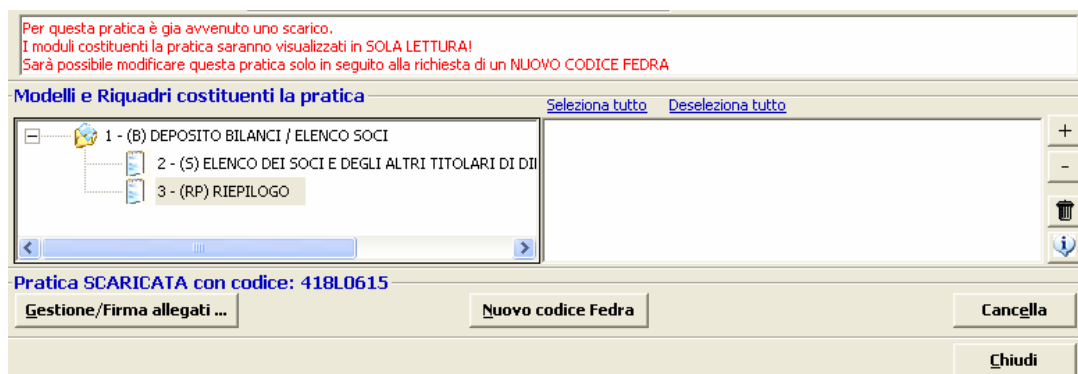 Per questa pratica è gia avvenuto uno scarico.
I moduli costituenti la pratica saranno visualizzati in SOLA LETTURA!
Sarà possibile modificare questa pratica solo in seguito alla richiesta di un NUOVO CODICE FEDRA
Modelli e Riquadri costituenti la pratica
Seleziona tutto Deseleziona tutto
1 - (B) DEPOSITO BILANCI / ELENCO SOCI
2 - (S) ELENCO DEI SOCI E DEGLI ALTRI TITOLARI DI DI
3 - (RP) RIEPILOGO
+
-
Pratica SCARICATA con codice: 418L0615
Gestione/Firma allegati ... Nuovo codice Fedra Cancella
Chiudi